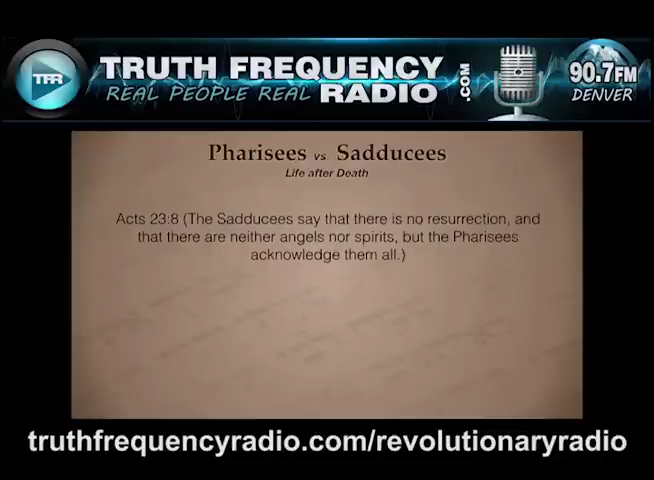 TFR
TRUTH FREQUENCY
REAL PEOPLE REAL RADIO
.COM
90.7FM
DENVER
Pharisees vs. Sadducees
Life after Death
Acts 23:8 (The Sadducees say that there is no resurrection, and
that there are neither angels nor spirits, but the Pharisees
acknowledge them all.)
truthfrequencyradio.com/revolutionaryradio